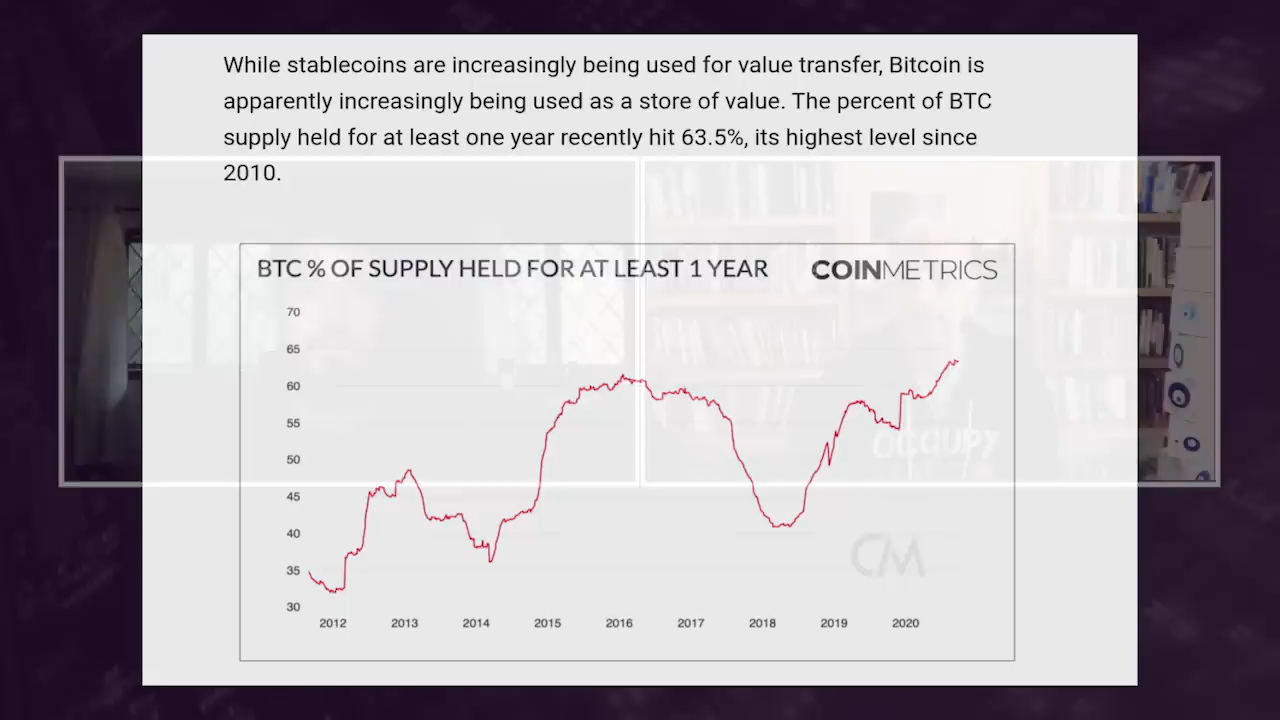 While stablecoins are increasingly being used for value transfer, Bitcoin is
apparently increasingly being used as a store of value. The percent of BTC
supply held for at least one year recently hit 63.5%, its highest level since
2010.
BTC % OF SUPPLY HELD FOR AT LEAST 1 YEAR
COINMETRICS
70
65
60
55
50
45
40
35
30
2012 2013 2014 2015 2016 2017 2018 2019 2020
OCCUPY
CM